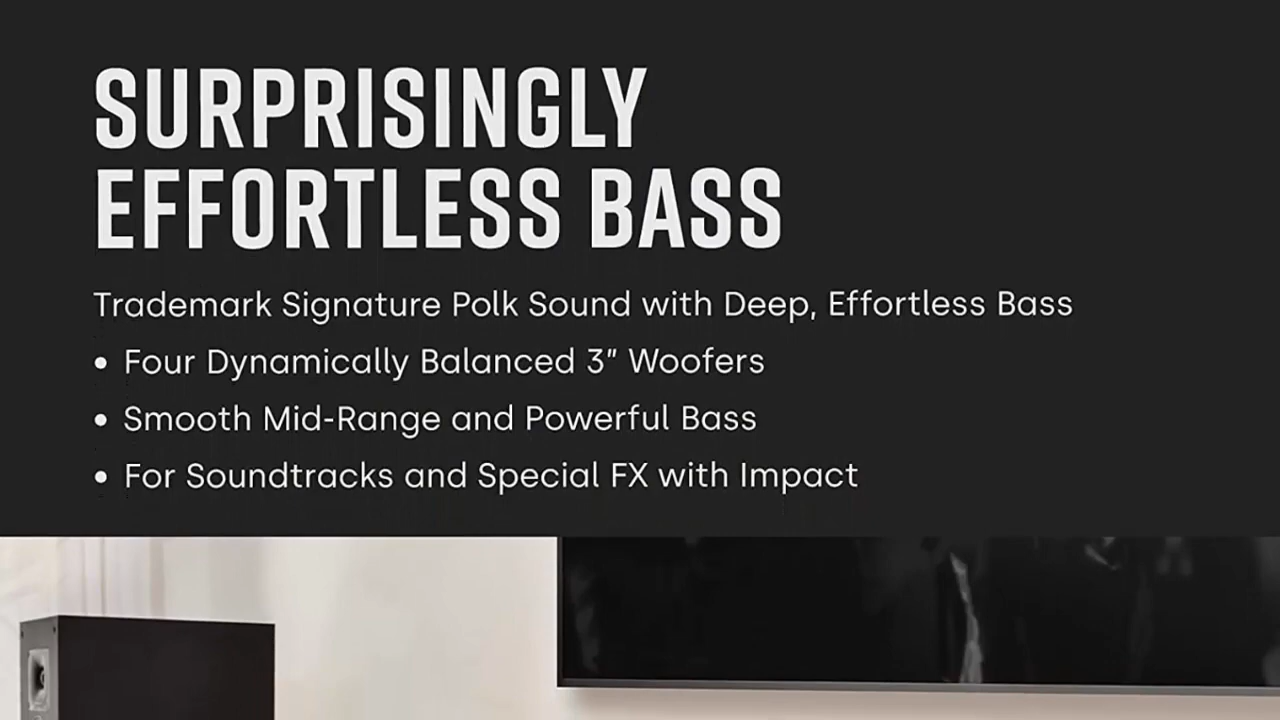 SURPRISINGLY
EFFORTLESS BASS
Trademark Signature Polk Sound with Deep, Effortless Bass
• Four Dynamically Balanced 3″ Woofers
• Smooth Mid-Range and Powerful Bass
• For Soundtracks and Special FX with Impact